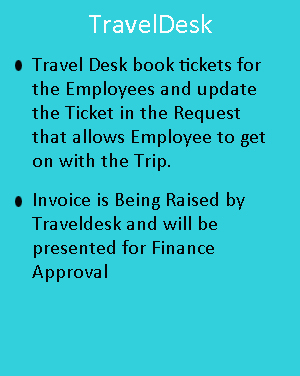 TravelDesk
Travel Desk book tickets for
the Employees and update
the Ticket in the Request
that allows Employee to get
on with the Trip.
Invoice is Being Raised by
Traveldesk and will be
presented for Finance
Approval